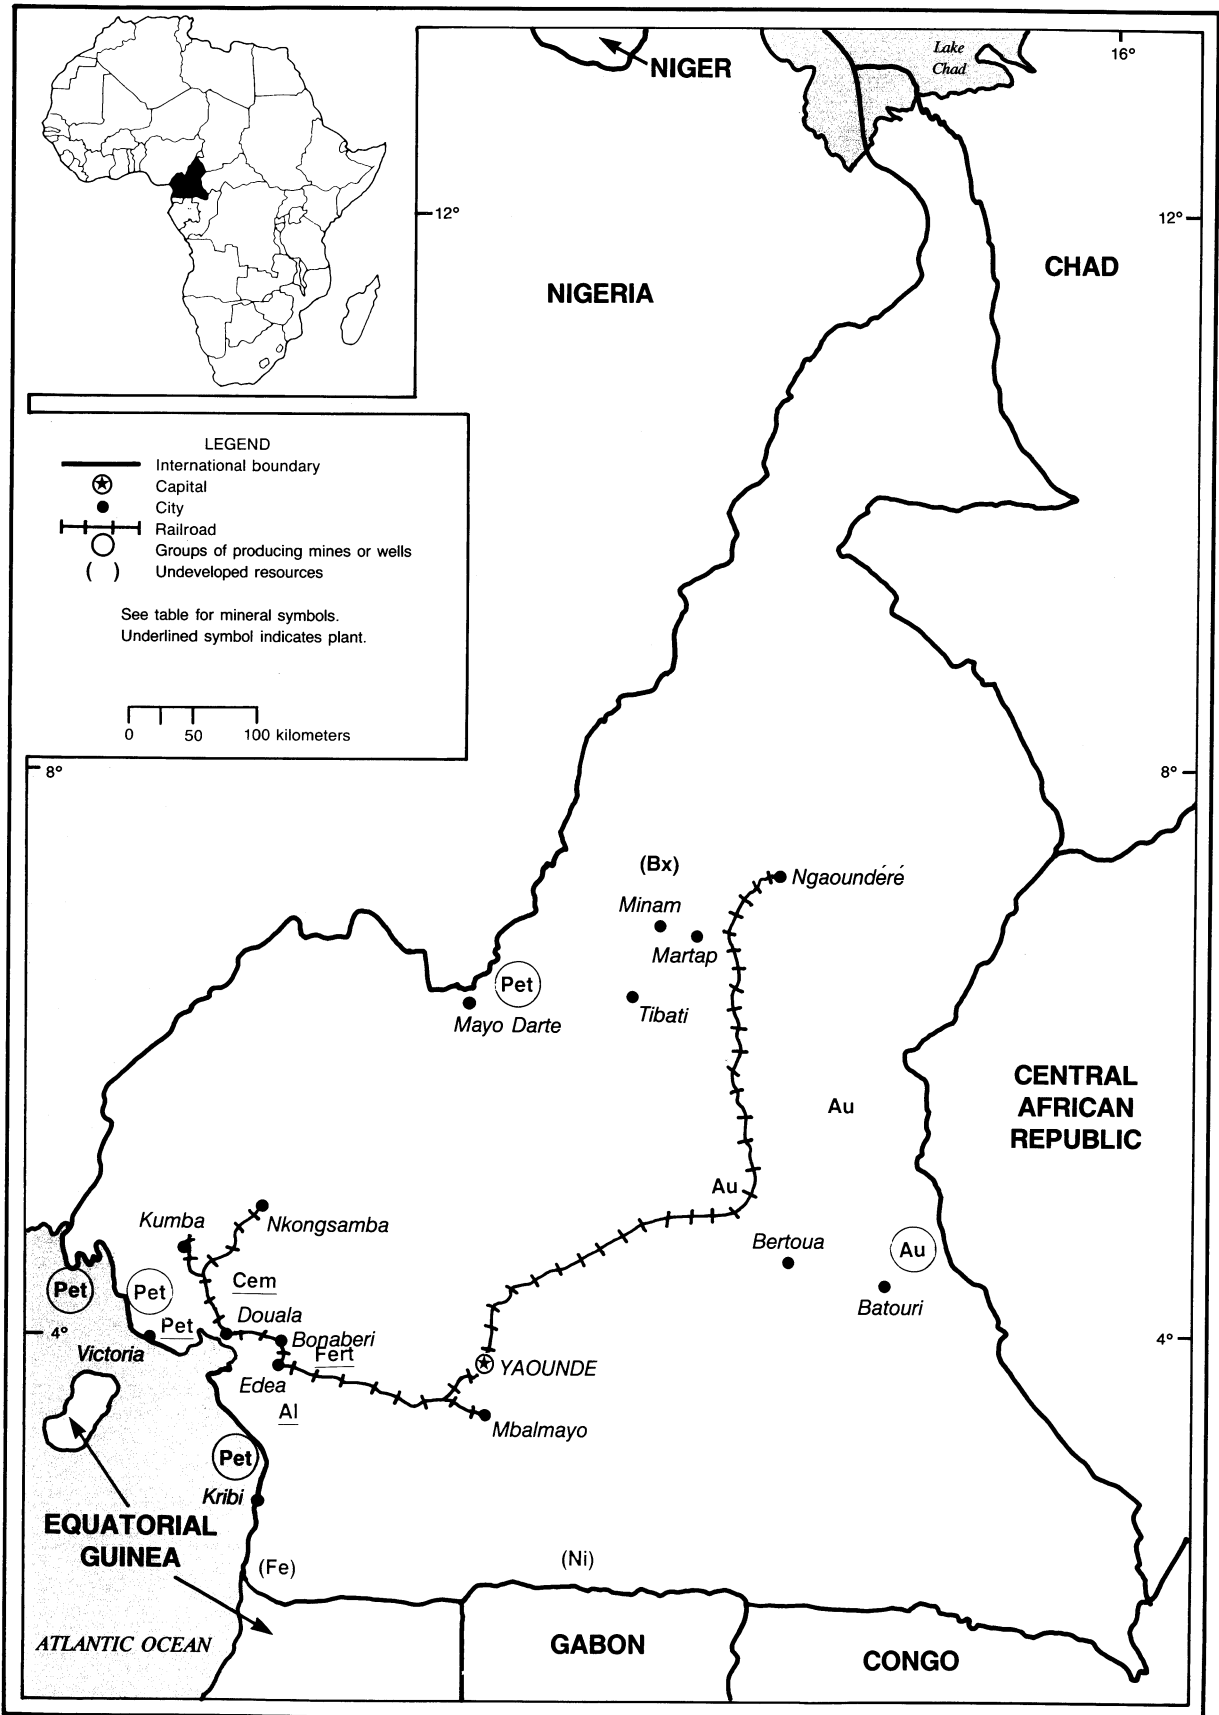 Lake
Chad
16°
NIGER
12°
12°
CHAD
NIGERIA
LEGEND
International boundary
Capital
City
Railroad
Groups of producing mines or wells
( ) Undeveloped resources
See table for mineral symbols.
Underlined symbol indicates plant.
0 50 100 kilometers
8°
8°
(Bx)
Ngaoundéré
Minam
Martap
Pet
Tibati
Mayo Darte
CENTRAL
AFRICAN
REPUBLIC
Au
Au
Kumba
Nkongsamba
Bertoua
Au
Cem
Pet
Pet
Batouri
Douala
Pet
4°
Bonaberi
4°
Victoria
Fert
YAOUNDE
Edea
Al
Mbalmayo
Pet
Kribi
EQUATORIAL
GUINEA
(Fe)
(Ni)
ATLANTIC OCEAN
GABON
CONGO